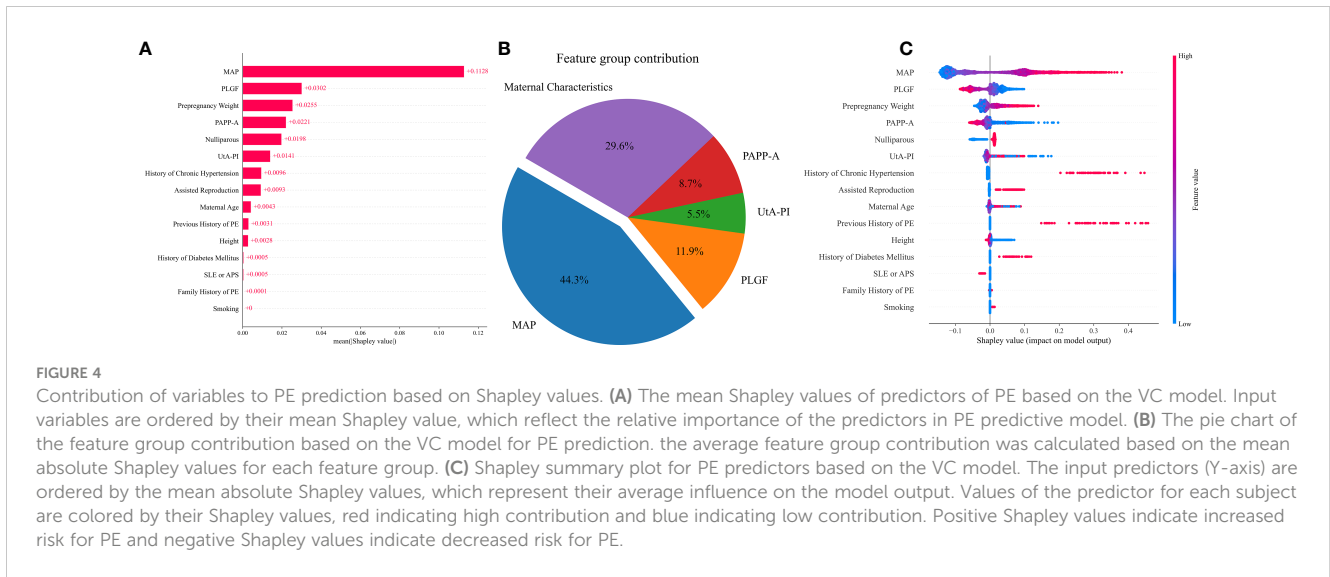 A
MAP
+0.1128
PLGF
+0.0302
Prepregnancy Weight
+0.0255
PAPP-A
+0.0221
Nulliparous
+0.0198
UtA-PI
+0.0141
History of Chronic Hypertension
+0.0096
Assisted Reproduction
+0.0093
Maternal Age
+0.0043
Previous History of PE
+0.0031
Height
+0.0028
History of Diabetes Mellitus
+0.0005
SLE or APS
+0.0005
Family History of PE
+0.0001
Smoking
+0
0.00 0.02 0.04 0.06 0.08 0.10 0.12
mean(|Shapley value|)
B
Feature group contribution
Maternal Characteristics
29.6%
PAPP-A
8.7%
UtA-PI
5.5%
11.9%
PLGF
44.3%
MAP
C
High
MAP
PLGF
Prepregnancy Weight
PAPP-A
Nulliparous
UtA-PI
History of Chronic Hypertension
Assisted Reproduction
Maternal Age
Previous History of PE
Height
History of Diabetes Mellitus
SLE or APS
Family History of PE
Smoking
Feature value
Low
−0.1 0.0 0.1 0.2 0.3 0.4
Shapley value (impact on model output)
FIGURE 4
Contribution of variables to PE prediction based on Shapley values. (A) The mean Shapley values of predictors of PE based on the VC model. Input
variables are ordered by their mean Shapley value, which reflect the relative importance of the predictors in PE predictive model. (B) The pie chart of
the feature group contribution based on the VC model for PE prediction. the average feature group contribution was calculated based on the mean
absolute Shapley values for each feature group. (C) Shapley summary plot for PE predictors based on the VC model. The input predictors (Y-axis) are
ordered by the mean absolute Shapley values, which represent their average influence on the model output. Values of the predictor for each subject
are colored by their Shapley values, red indicating high contribution and blue indicating low contribution. Positive Shapley values indicate increased
risk for PE and negative Shapley values indicate decreased risk for PE.